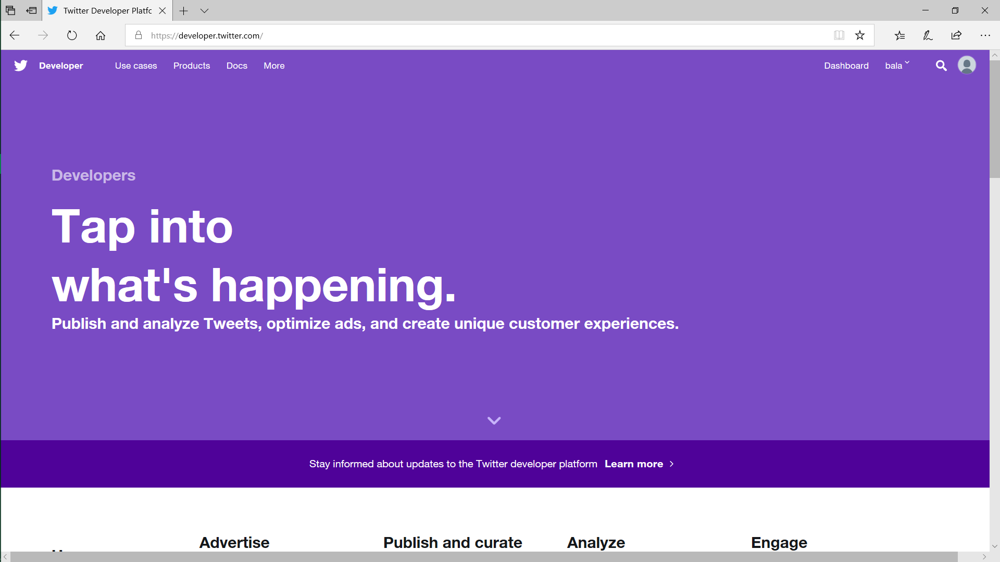 Twitter Developer Platfo
https://developer.twitter.com/
Developer
Use cases
Products
Docs
More
Dashboard
bala
Developers
Tap into
what's happening.
Publish and analyze Tweets, optimize ads, and create unique customer experiences.
Stay informed about updates to the Twitter developer platform Learn more
Advertise
Publish and curate
Analyze
Engage